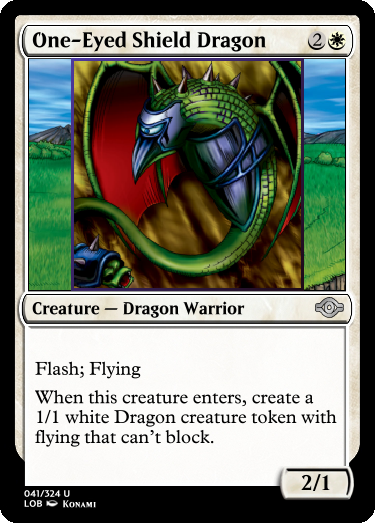 One-Eyed Shield Dragon 2
Creature — Dragon Warrior
Flash; Flying
When this creature enters, create a
1/1 white Dragon creature token with
flying that can't block.
2/1
041/324 U
LOB Konami